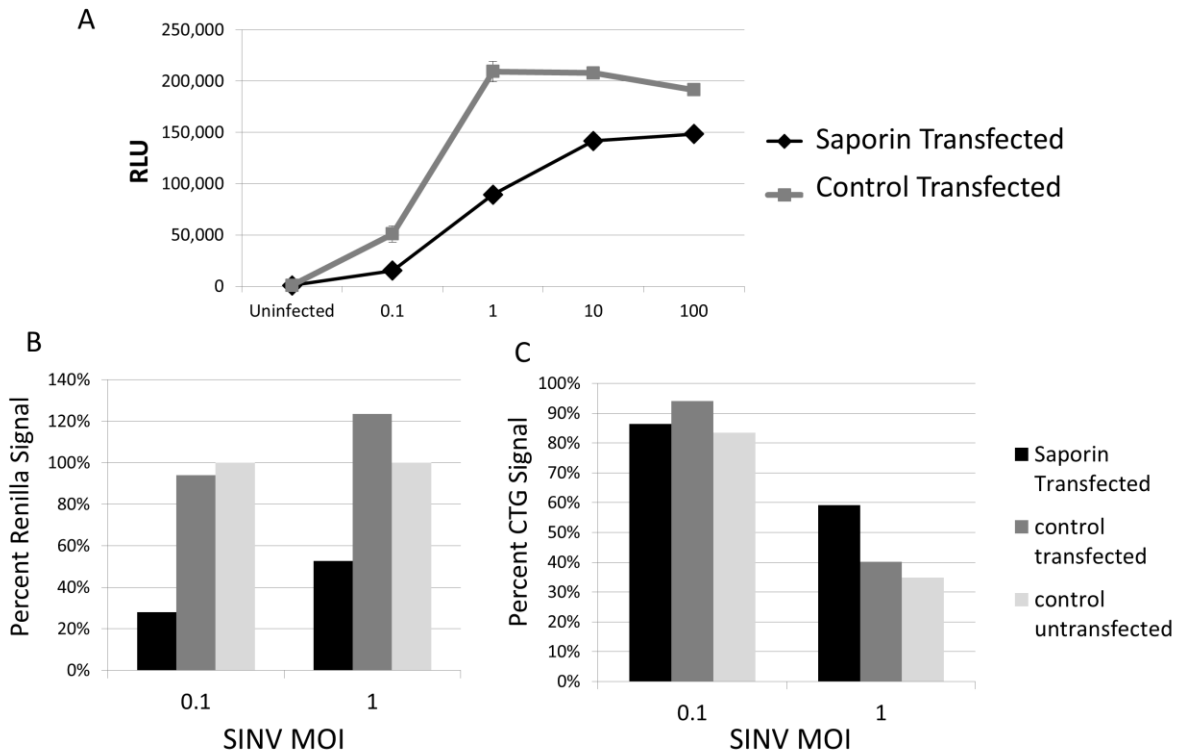 A
250,000
200,000
150,000
100,000
50,000
0
RLU
Uninfected 0.1 1 10 100
Saporin Transfected
Control Transfected
B
140%
120%
100%
80%
60%
40%
20%
0%
Percent Renilla Signal
0.1 1
SINV MOI
C
100%
90%
80%
70%
60%
50%
40%
30%
20%
10%
0%
Percent CTG Signal
0.1 1
SINV MOI
Saporin
Transfected
control
transfected
control
untransfected